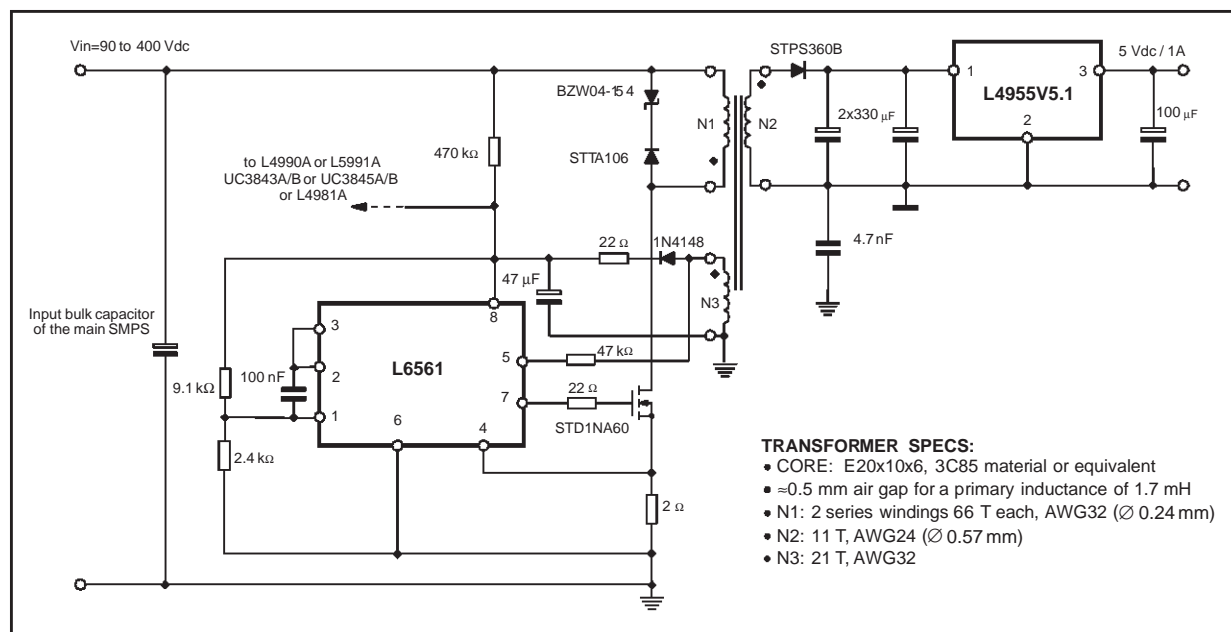 Vin=90 to 400 Vdc
STPS360B
5 Vdc / 1A
BZW04-154
1
3
L4955V5.1
2
N1
N2
2x330 μF
100 μF
470 kΩ
STTA106
to L4990A or L5991A
UC3843A/B or UC3845A/B
or L4981A
22 Ω
1N4148
4.7 nF
47 μF
N3
Input bulk capacitor
of the main SMPS
8
3
5
47 kΩ
L6561
9.1 kΩ
100 nF
2
22 Ω
7
1
6
4
STD1NA60
2.4 kΩ
2 Ω
TRANSFORMER SPECS:
• CORE: E20x10x6, 3C85 material or equivalent
• ≈0.5 mm air gap for a primary inductance of 1.7 mH
• N1: 2 series windings 66 T each, AWG32 (∅ 0.24 mm)
• N2: 11 T, AWG24 (∅ 0.57 mm)
• N3: 21 T, AWG32